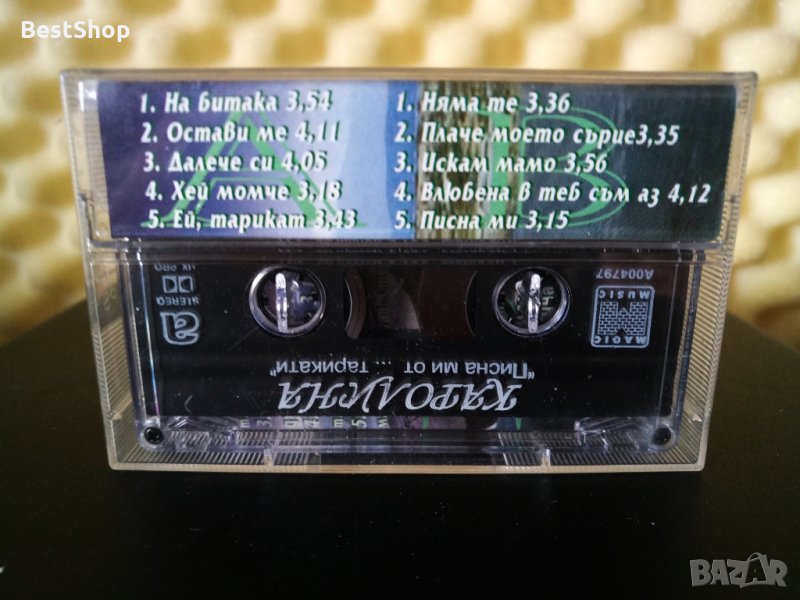 BestShop
1. На битака 3,54
2. Остави ме 4,11
3. Далече си 4,05
4. Хей момче 3,18
5. Ей, тарикат 3,43
A
1. Няма те 3,36
2. Плаче моето сърце3,35
3. Искам мамо 3,56
4. Влюбена в теб съм аз 4,12
5. Писна ми 3,15
B
КАРОЛИНА
"Писна ми от ... тарикати"
a
STEREO
HX PRO
MAGIC
MUSIC
A004797
BAZAR